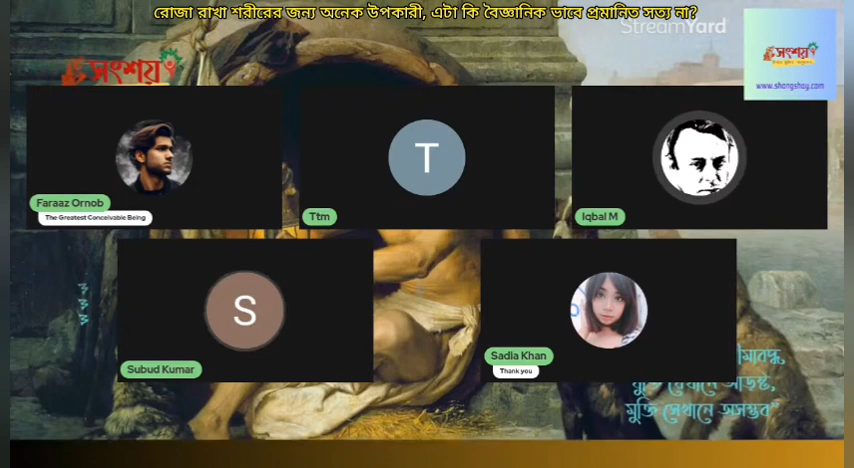 রোজা রাখা শরীরের জন্য অনেক উপকারী, এটা কি বৈজ্ঞানিক ভাবে প্রমানিত সত্য না?
StreamYard
সংশয়
সংশয়
www.shongshoy.com
Faraaz Ornob
The Greatest Conceivable Being
T
Ttm
Iqbal M
S
Subud Kumar
Sadia Khan
Thank you
যুক্তি যেখানে আড়ষ্ট,
মুক্তি সেখানে অসম্ভব”